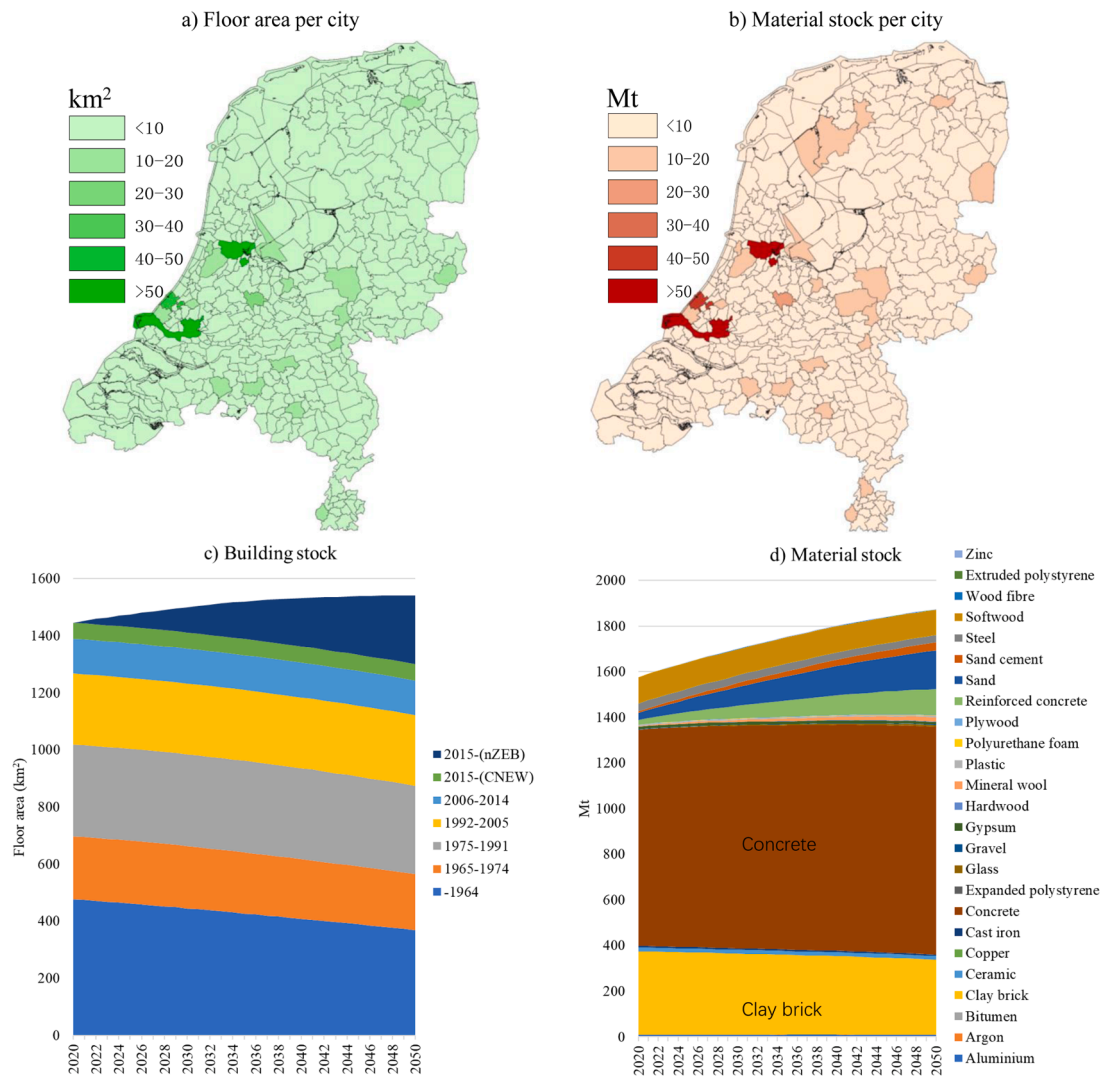 a) Floor area per city
km²
<10
10-20
20-30
30-40
40-50
>50
b) Material stock per city
Mt
<10
10-20
20-30
30-40
40-50
>50
c) Building stock
Floor area (km²)
1600
1400
1200
1000
800
600
400
200
0
2020 2022 2024 2026 2028 2030 2032 2034 2036 2038 2040 2042 2044 2046 2048 2050
2015-(nZEB)
2015-(CNEW)
2006-2014
1992-2005
1975-1991
1965-1974
-1964
d) Material stock
Mt
2000
1800
1600
1400
1200
1000
800
600
400
200
0
Concrete
Clay brick
2020 2022 2024 2026 2028 2030 2032 2034 2036 2038 2040 2042 2044 2046 2048 2050
Zinc
Extruded polystyrene
Wood fibre
Softwood
Steel
Sand cement
Sand
Reinforced concrete
Plywood
Polyurethane foam
Plastic
Mineral wool
Hardwood
Gypsum
Gravel
Glass
Expanded polystyrene
Concrete
Cast iron
Copper
Ceramic
Clay brick
Bitumen
Argon
Aluminium